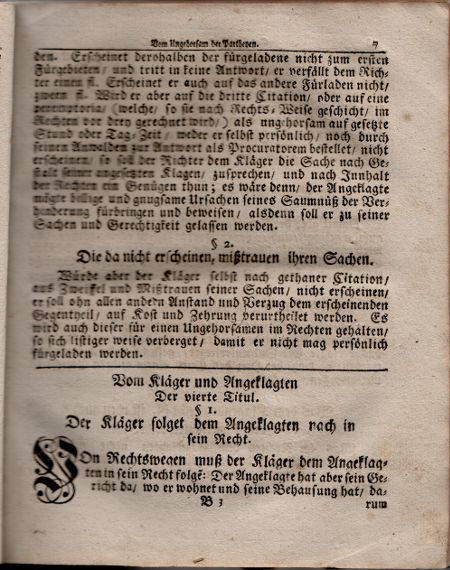 Vom Ungehorsam der Partheyen. 7
den. Erscheinet derohalben der fürgeladene nicht zum ersten
Fürgebieten/ und tritt in keine Antwort/ er verfällt dem Rich-
ter einen fl. Erscheinet er auch auf das andere Fürladen nicht/
zween fl. Wird er aber auf die dritte Citation/ oder auf eine
peremptoria/ (welche/ so sie nach Rechts-Weise geschicht/ im
Rechten vor drey gerechnet wird/) als ungehorsam auf gesetzte
Stund oder Tag-Zeit/ weder er selbst persönlich/ noch durch
seinen Anwalden zur Antwort als Procuratorem bestellet/ nicht
erscheinen/ so soll der Richter dem Kläger die Sache nach Ge-
stalt seiner angesetzten Klagen/ zusprechen/ und nach Innhalt
der Rechten ein Genügen thun; es wäre denn/ der Angeklagte
mögte billige und gnugsame Ursachen seines Saumnüß der Ver-
hinderung fürbringen und beweisen/ alsdenn soll er zu seiner
Sachen und Gerechtigkeit gelassen werden.
§ 2.
Die da nicht erscheinen, mißtrauen ihren Sachen.
Würde aber der Kläger selbst nach gethaner Citation/
aus Zweifel und Mißtrauen seiner Sachen/ nicht erscheinen/
er soll ohn allen andern Anstand und Verzug dem erscheinenden
Gegentheil/ auf Kost und Zehrung verurtheilet werden. Es
wird auch dieser für einen Ungehorsamen im Rechten gehalten/
so sich listiger weise verberget/ damit er nicht mag persönlich
fürgeladen werden.
Vom Kläger und Angeklagten
Der vierte Titul.
§ 1.
Der Kläger folget dem Angeklagten nach in
sein Recht.
Von Rechtswegen muß der Kläger dem Angeklag-
ten in sein Recht folgē: Der Angeklagte hat aber sein Ge-
richt da/ wo er wohnet und seine Behausung hat/ da-
B 3 rum